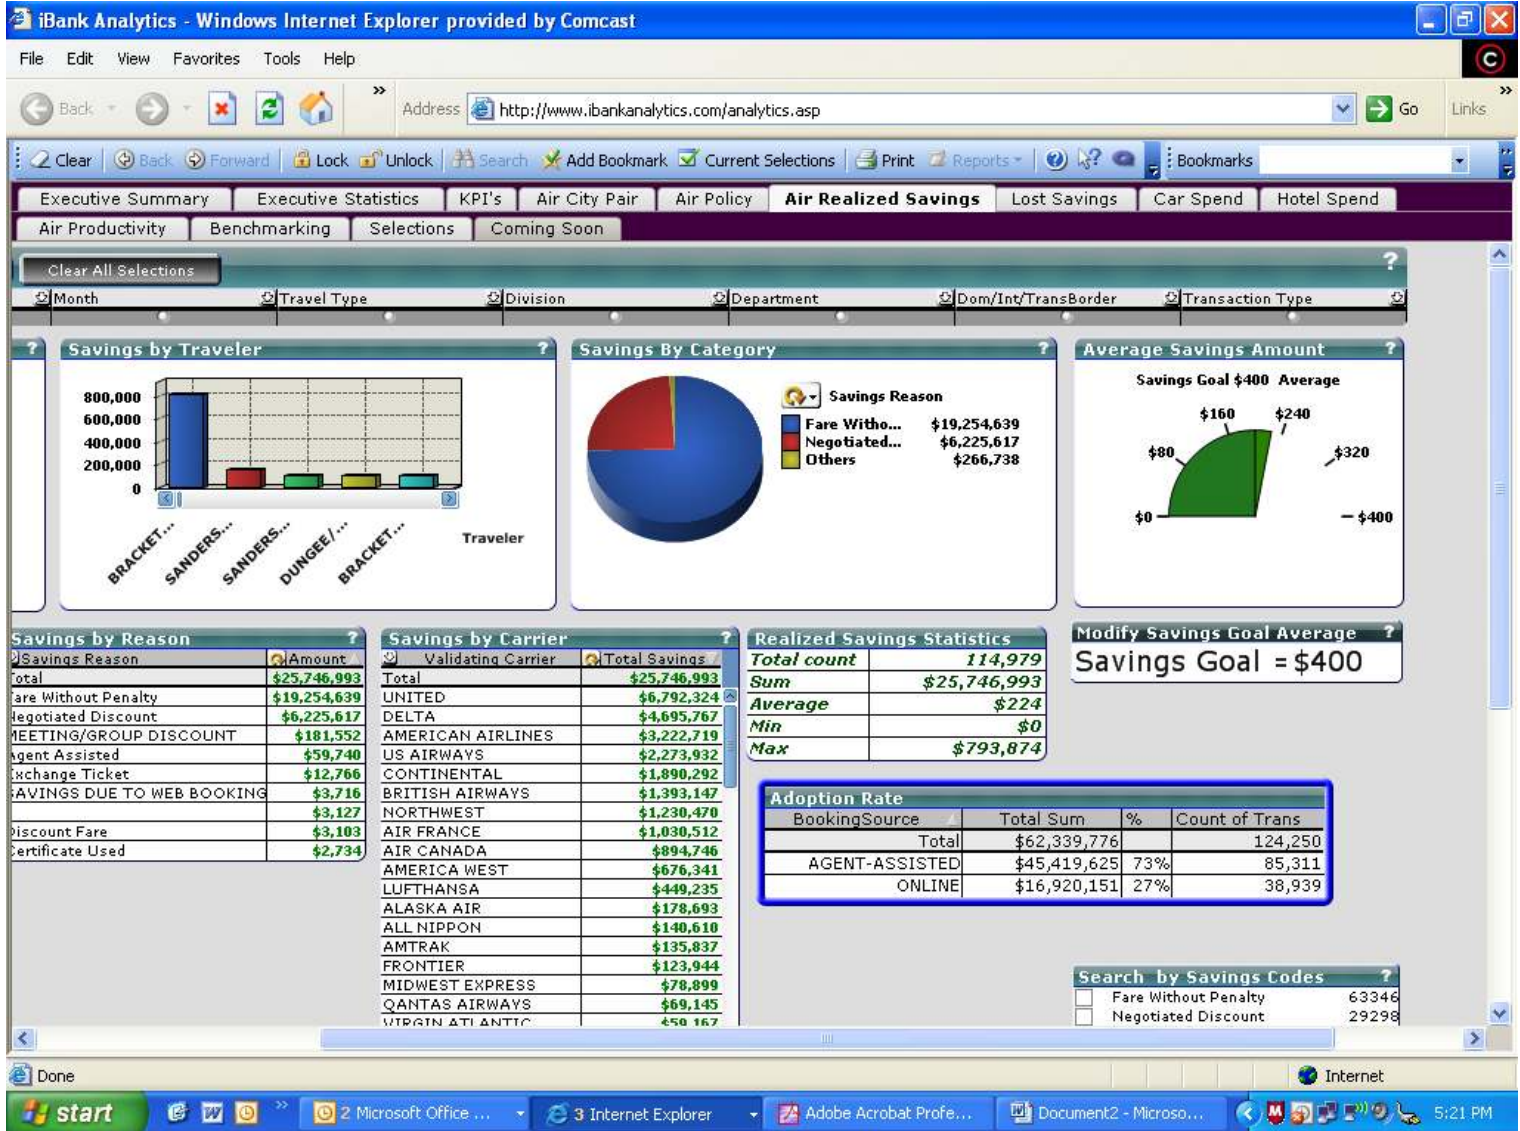 iBank Analytics - Windows Internet Explorer provided by Comcast
File Edit View Favorites Tools Help
Back » Address http://www.ibankanalytics.com/analytics.asp Go Links »
Clear Back Forward Lock Unlock Search Add Bookmark Current Selections Print Reports Bookmarks
Executive Summary Executive Statistics KPI's Air City Pair Air Policy Air Realized Savings Lost Savings Car Spend Hotel Spend
Air Productivity Benchmarking Selections Coming Soon
Clear All Selections ?
Month Travel Type Division Department Dom/Int/TransBorder Transaction Type
?
Savings by Traveler ?
800,000
600,000
400,000
200,000
0
BRACKET...
SANDERS...
SANDERS...
DUNGEE/...
BRACKET...
Traveler
Savings By Category ?
Savings Reason
Fare Witho... $19,254,639
Negotiated... $6,225,617
Others $266,738
Average Savings Amount ?
Savings Goal $400 Average
$160 $240
$80 $320
$0 $400
Savings by Reason ?
Savings Reason Amount
otal $25,746,993
are Without Penalty $19,254,639
legotiated Discount $6,225,617
MEETING/GROUP DISCOUNT $181,552
gent Assisted $59,740
xchange Ticket $12,766
SAVINGS DUE TO WEB BOOKING $3,716
$3,127
iscount Fare $3,103
ertificate Used $2,734
Savings by Carrier ?
Validating Carrier Total Savings
Total $25,746,993
UNITED $6,792,324
DELTA $4,695,767
AMERICAN AIRLINES $3,222,719
US AIRWAYS $2,273,932
CONTINENTAL $1,890,292
BRITISH AIRWAYS $1,393,147
NORTHWEST $1,230,470
AIR FRANCE $1,030,512
AIR CANADA $894,746
AMERICA WEST $676,341
LUFTHANSA $449,235
ALASKA AIR $178,693
ALL NIPPON $140,610
AMTRAK $135,837
FRONTIER $123,944
MIDWEST EXPRESS $78,899
QANTAS AIRWAYS $69,145
VIRGIN ATLANTIC $59,167
Realized Savings Statistics
Total count 114,979
Sum $25,746,993
Average $224
Min $0
Max $793,874
Modify Savings Goal Average ?
Savings Goal = $400
Adoption Rate
BookingSource Total Sum % Count of Trans
Total $62,339,776 124,250
AGENT-ASSISTED $45,419,625 73% 85,311
ONLINE $16,920,151 27% 38,939
Search by Savings Codes ?
Fare Without Penalty 63346
Negotiated Discount 29298
Done Internet
start » 2 Microsoft Office ... 3 Internet Explorer Adobe Acrobat Profe... Document2 - Microso... 5:21 PM